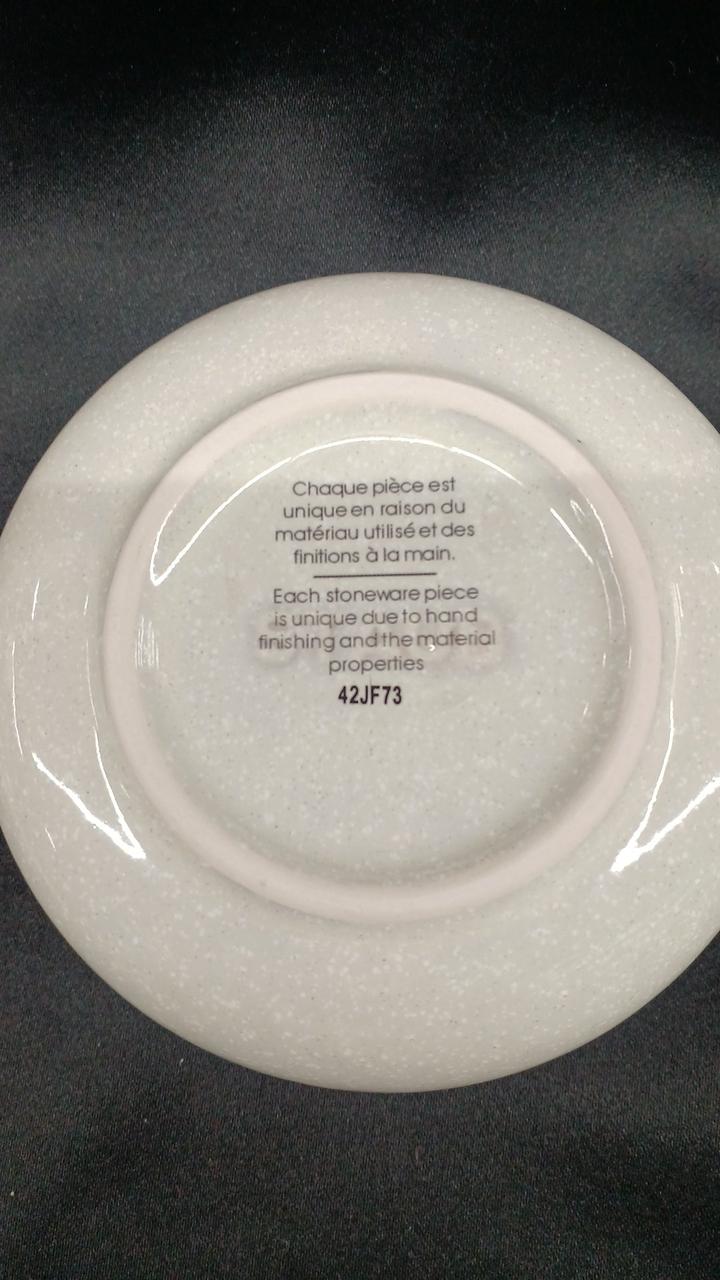 Chaque pièce est
unique en raison du
matériau utilisé et des
finitions à la main.
Each stoneware piece
is unique due to hand
finishing and the material
properties
42JF73